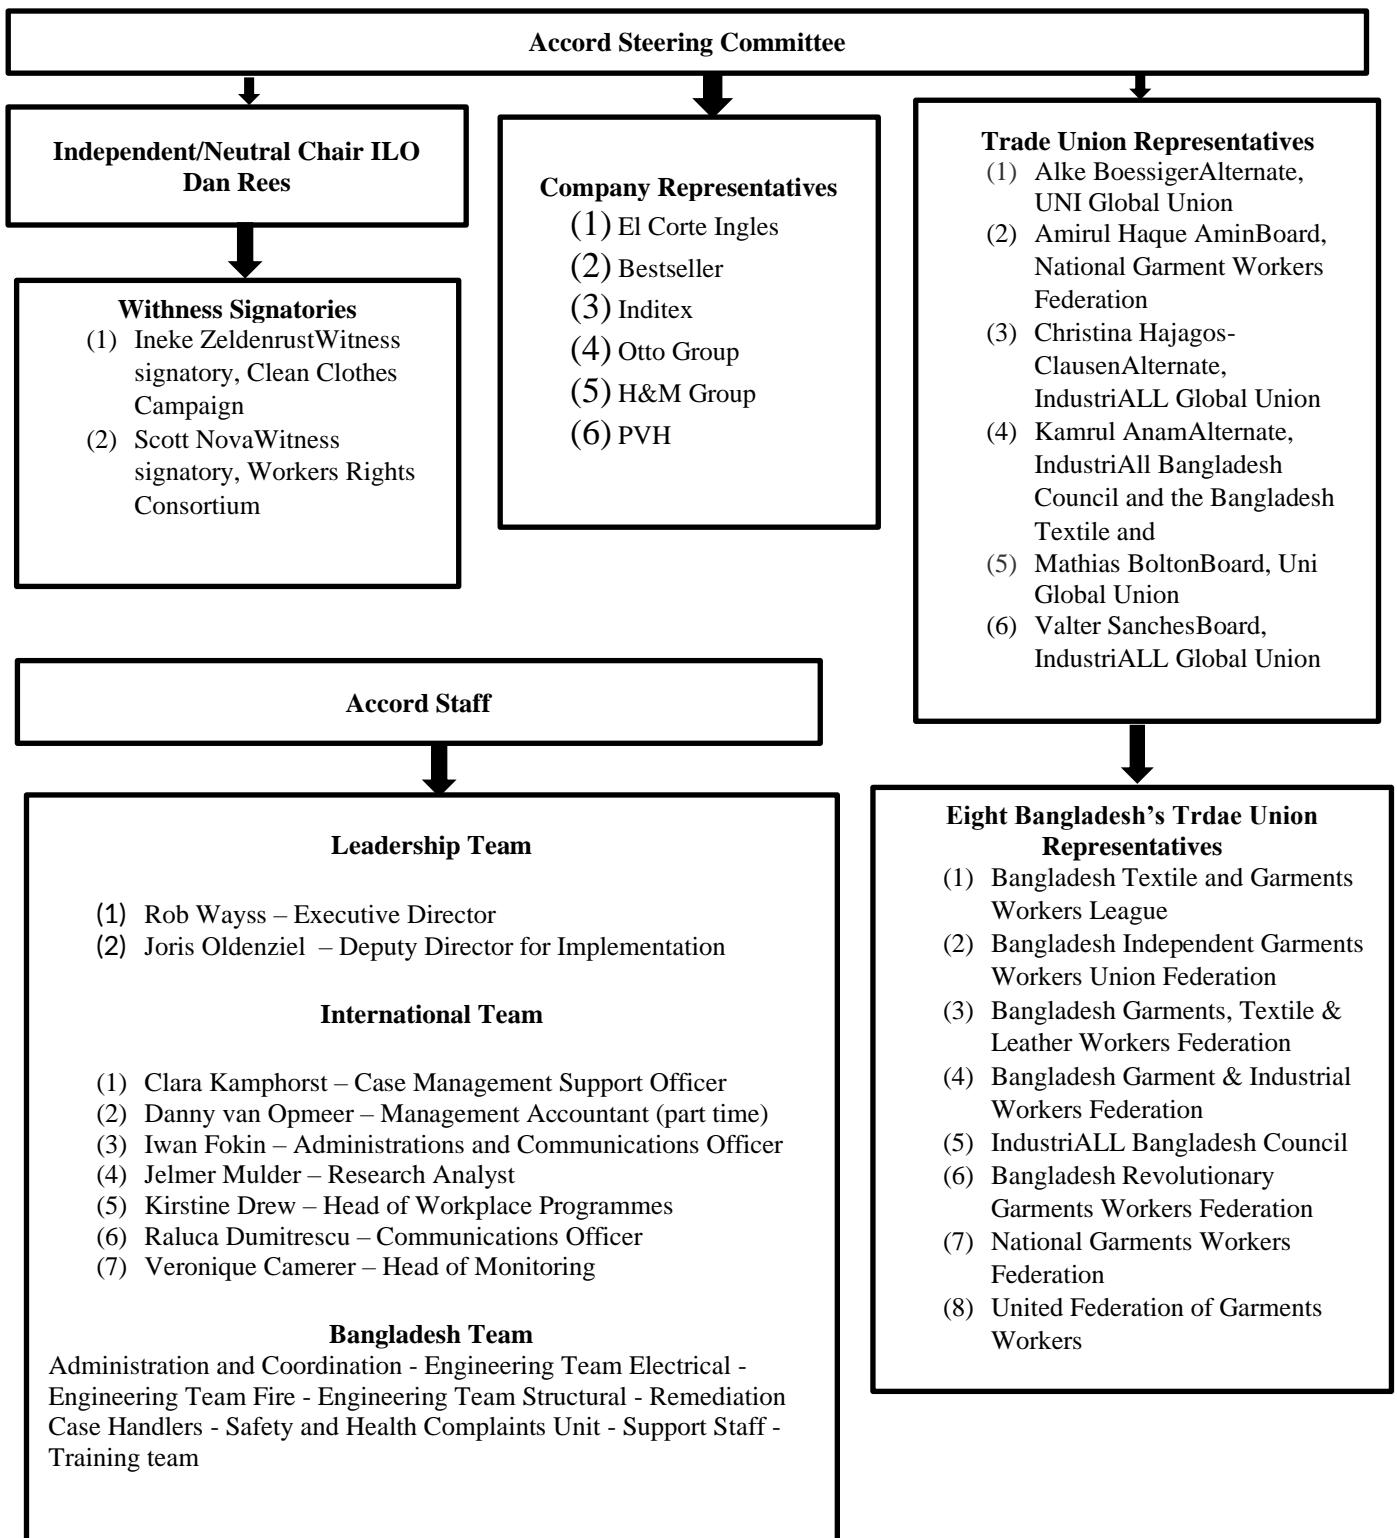 Accord Steering Committee
Independent/Neutral Chair ILO
Dan Rees
Withness Signatories
(1) Ineke ZeldenrustWitness
signatory, Clean Clothes
Campaign
(2) Scott NovaWitness
signatory, Workers Rights
Consortium
Company Representatives
(1) El Corte Ingles
(2) Bestseller
(3) Inditex
(4) Otto Group
(5) H&M Group
(6) PVH
Trade Union Representatives
(1) Alke BoessigerAlternate,
UNI Global Union
(2) Amirul Haque AminBoard,
National Garment Workers
Federation
(3) Christina Hajagos-
ClausenAlternate,
IndustriALL Global Union
(4) Kamrul AnamAlternate,
IndustriAll Bangladesh
Council and the Bangladesh
Textile and
(5) Mathias BoltonBoard, Uni
Global Union
(6) Valter SanchesBoard,
IndustriALL Global Union
Eight Bangladesh's Trdae Union
Representatives
(1) Bangladesh Textile and Garments
Workers League
(2) Bangladesh Independent Garments
Workers Union Federation
(3) Bangladesh Garments, Textile &
Leather Workers Federation
(4) Bangladesh Garment & Industrial
Workers Federation
(5) IndustriALL Bangladesh Council
(6) Bangladesh Revolutionary
Garments Workers Federation
(7) National Garments Workers
Federation
(8) United Federation of Garments
Workers
Accord Staff
Leadership Team
(1) Rob Wayss – Executive Director
(2) Joris Oldenziel – Deputy Director for Implementation
International Team
(1) Clara Kamphorst – Case Management Support Officer
(2) Danny van Opmeer – Management Accountant (part time)
(3) Iwan Fokin – Administrations and Communications Officer
(4) Jelmer Mulder – Research Analyst
(5) Kirstine Drew – Head of Workplace Programmes
(6) Raluca Dumitrescu – Communications Officer
(7) Veronique Camerer – Head of Monitoring
Bangladesh Team
Administration and Coordination - Engineering Team Electrical -
Engineering Team Fire - Engineering Team Structural - Remediation
Case Handlers - Safety and Health Complaints Unit - Support Staff -
Training team